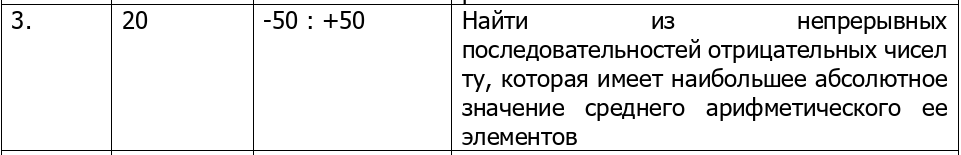 3. 20 -50 : +50 Найти из непрерывных
последовательностей отрицательных чисел
ту, которая имеет наибольшее абсолютное
значение среднего арифметического ее
элементов